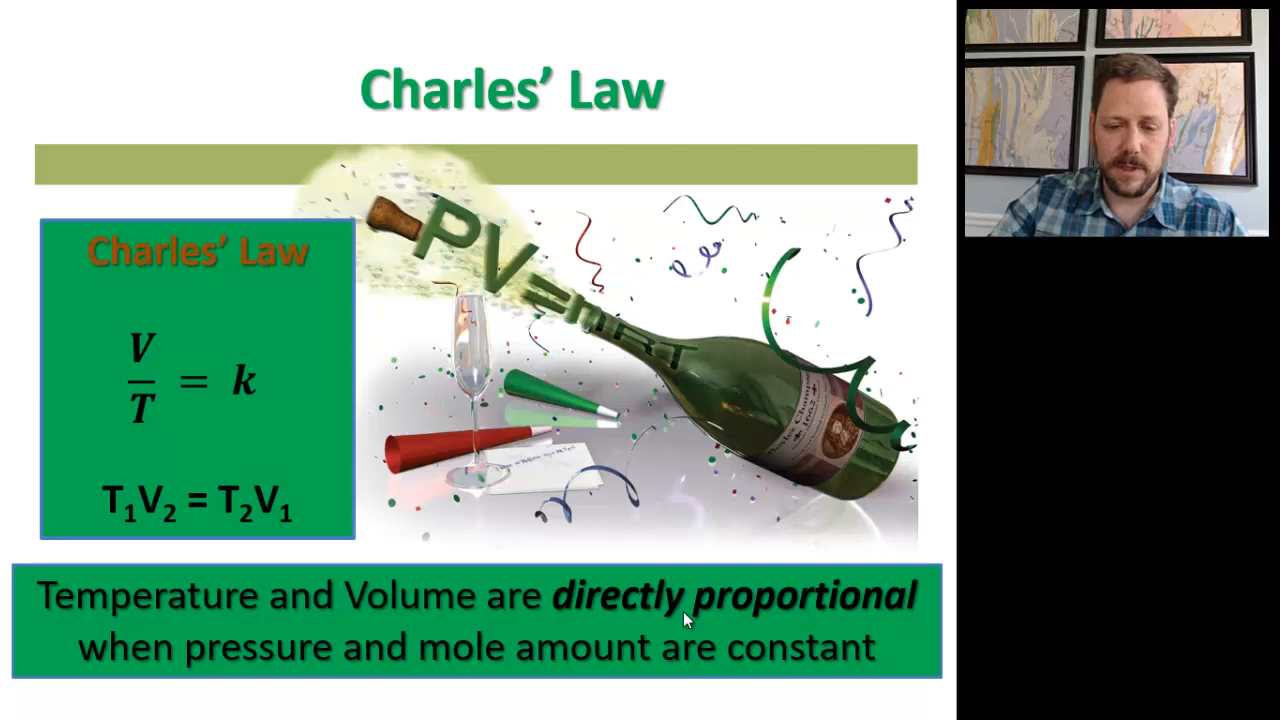 Charles’ Law
Charles’ Law
V
T
= k
T₁V₂ = T₂V₁
PV=nRT
1662
Temperature and Volume are directly proportional
when pressure and mole amount are constant